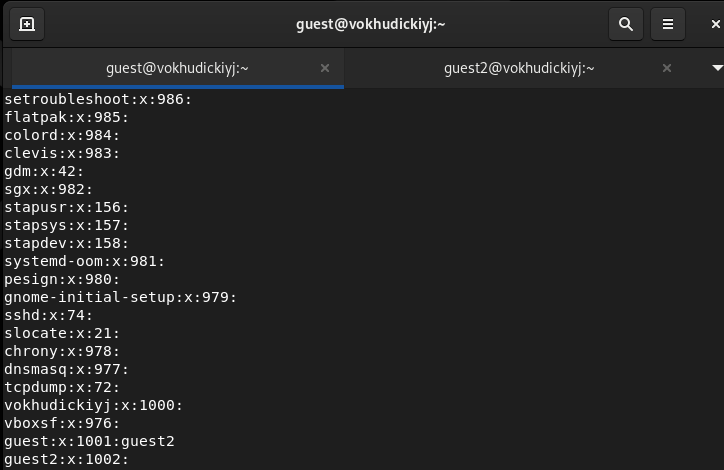 guest@vokhudickiyj:~
guest@vokhudickiyj:~
guest2@vokhudickiyj:~
setroubleshoot:x:986:
flatpak:x:985:
colord:x:984:
clevis:x:983:
gdm:x:42:
sgx:x:982:
stapusr:x:156:
stapsys:x:157:
stapdev:x:158:
systemd-oom:x:981:
pesign:x:980:
gnome-initial-setup:x:979:
sshd:x:74:
slocate:x:21:
chrony:x:978:
dnsmasq:x:977:
tcpdump:x:72:
vokhudickiyj:x:1000:
vboxsf:x:976:
guest:x:1001:guest2
guest2:x:1002: